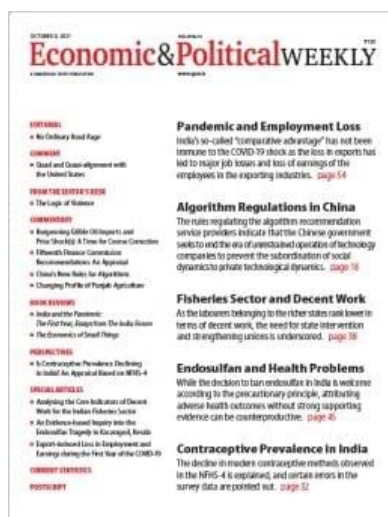 OCTOBER 9, 2021
Economic&PoliticalWEEKLY
A SAMEEKSHA TRUST PUBLICATION
www.epw.in
EDITORIAL
No Ordinary Road Rage
COMMENT
Quad and Quasi-alignment with
the United States
FROM THE EDITOR'S DESK
The Logic of Violence
COMMENTARY
Burgeoning Edible Oil Imports and
Price Shock(s): A Time for Course Correction
Fifteenth Finance Commission
Recommendations: An Appraisal
China's New Rules for Algorithms
Changing Profile of Punjab Agriculture
BOOK REVIEWS
India and the Pandemic:
The First Year, Essays from The India Forum
The Economics of Small Things
PERSPECTIVES
Is Contraceptive Prevalence Declining
in India? An Appraisal Based on NFHS-4
SPECIAL ARTICLES
Analysing the Core Indicators of Decent
Work for the Indian Fisheries Sector
An Evidence-based Inquiry into the
Endosulfan Tragedy in Kasaragod, Kerala
Export-induced Loss in Employment and
Earnings during the First Year of the COVID-19
CURRENT STATISTICS
POSTSCRIPT
Pandemic and Employment Loss
India's so-called "comparative advantage" has not been
immune to the COVID-19 shock as the loss in exports has
led to major job losses and loss of earnings of the
employees in the exporting industries. page 54
Algorithm Regulations in China
The rules regulating the algorithm recommendation
service providers indicate that the Chinese government
seeks to end the era of unrestrained operation of technology
companies to prevent the subordination of social
dynamics to private technological dynamics. page 18
Fisheries Sector and Decent Work
As the labourers belonging to the richer states rank lower in
terms of decent work, the need for state intervention
and strengthening unions is underscored. page 38
Endosulfan and Health Problems
While the decision to ban endosulfan in India is welcome
according to the precautionary principle, attributing
adverse health outcomes without strong supporting
evidence can be counterproductive. page 45
Contraceptive Prevalence in India
The decline in modern contraceptive methods observed
in the NFHS-4 is explained, and certain errors in the
survey data are pointed out. page 32